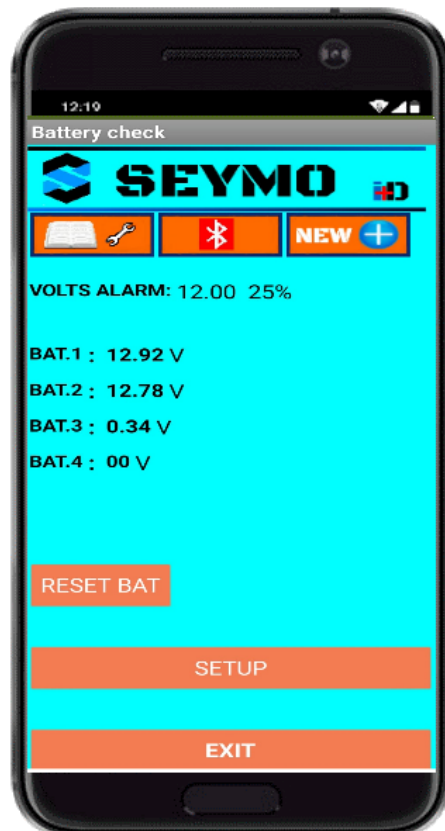 12:19
Battery check
SEYMO
NEW
VOLTS ALARM: 12.00 25%
BAT.1 : 12.92 V
BAT.2 : 12.78 V
BAT.3 : 0.34 V
BAT.4 : 00 V
RESET BAT
SETUP
EXIT